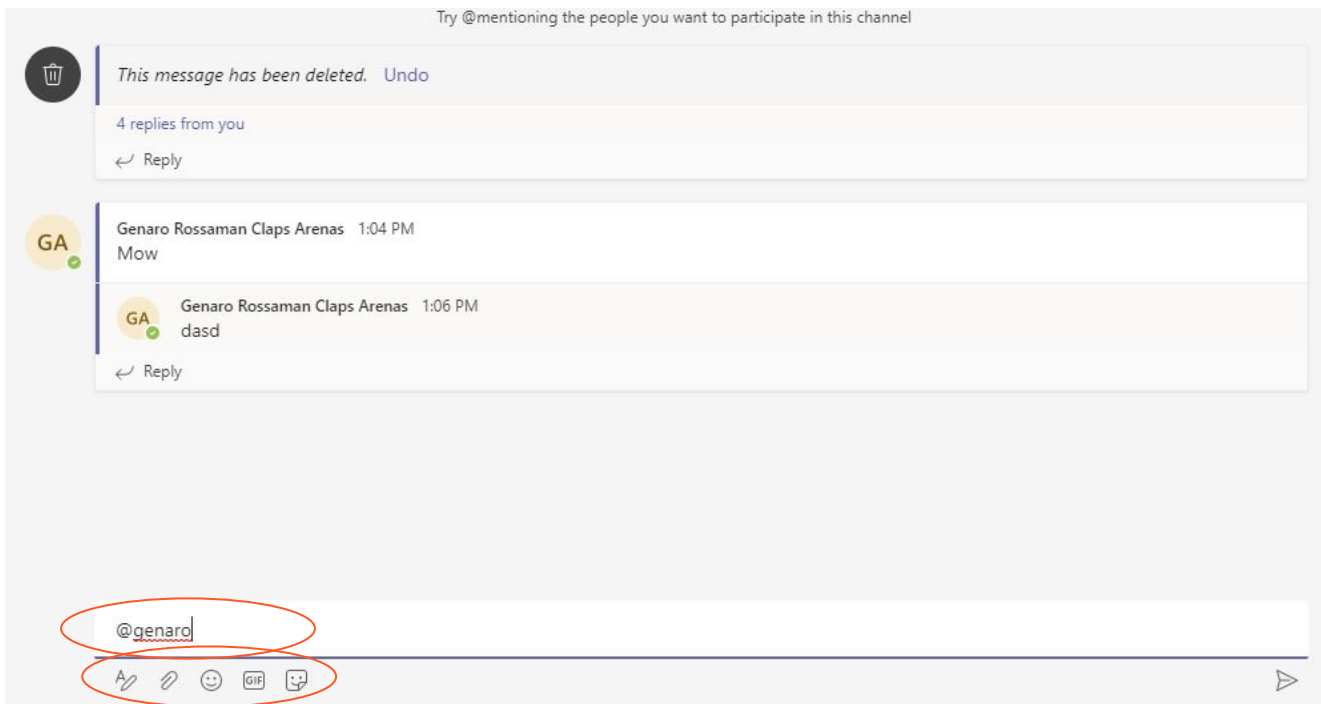 Try @mentioning the people you want to participate in this channel
This message has been deleted. Undo
4 replies from you
Reply
GA
Genaro Rossaman Claps Arenas 1:04 PM
Mow
GA
Genaro Rossaman Claps Arenas 1:06 PM
dasd
Reply
@genaro
GIF